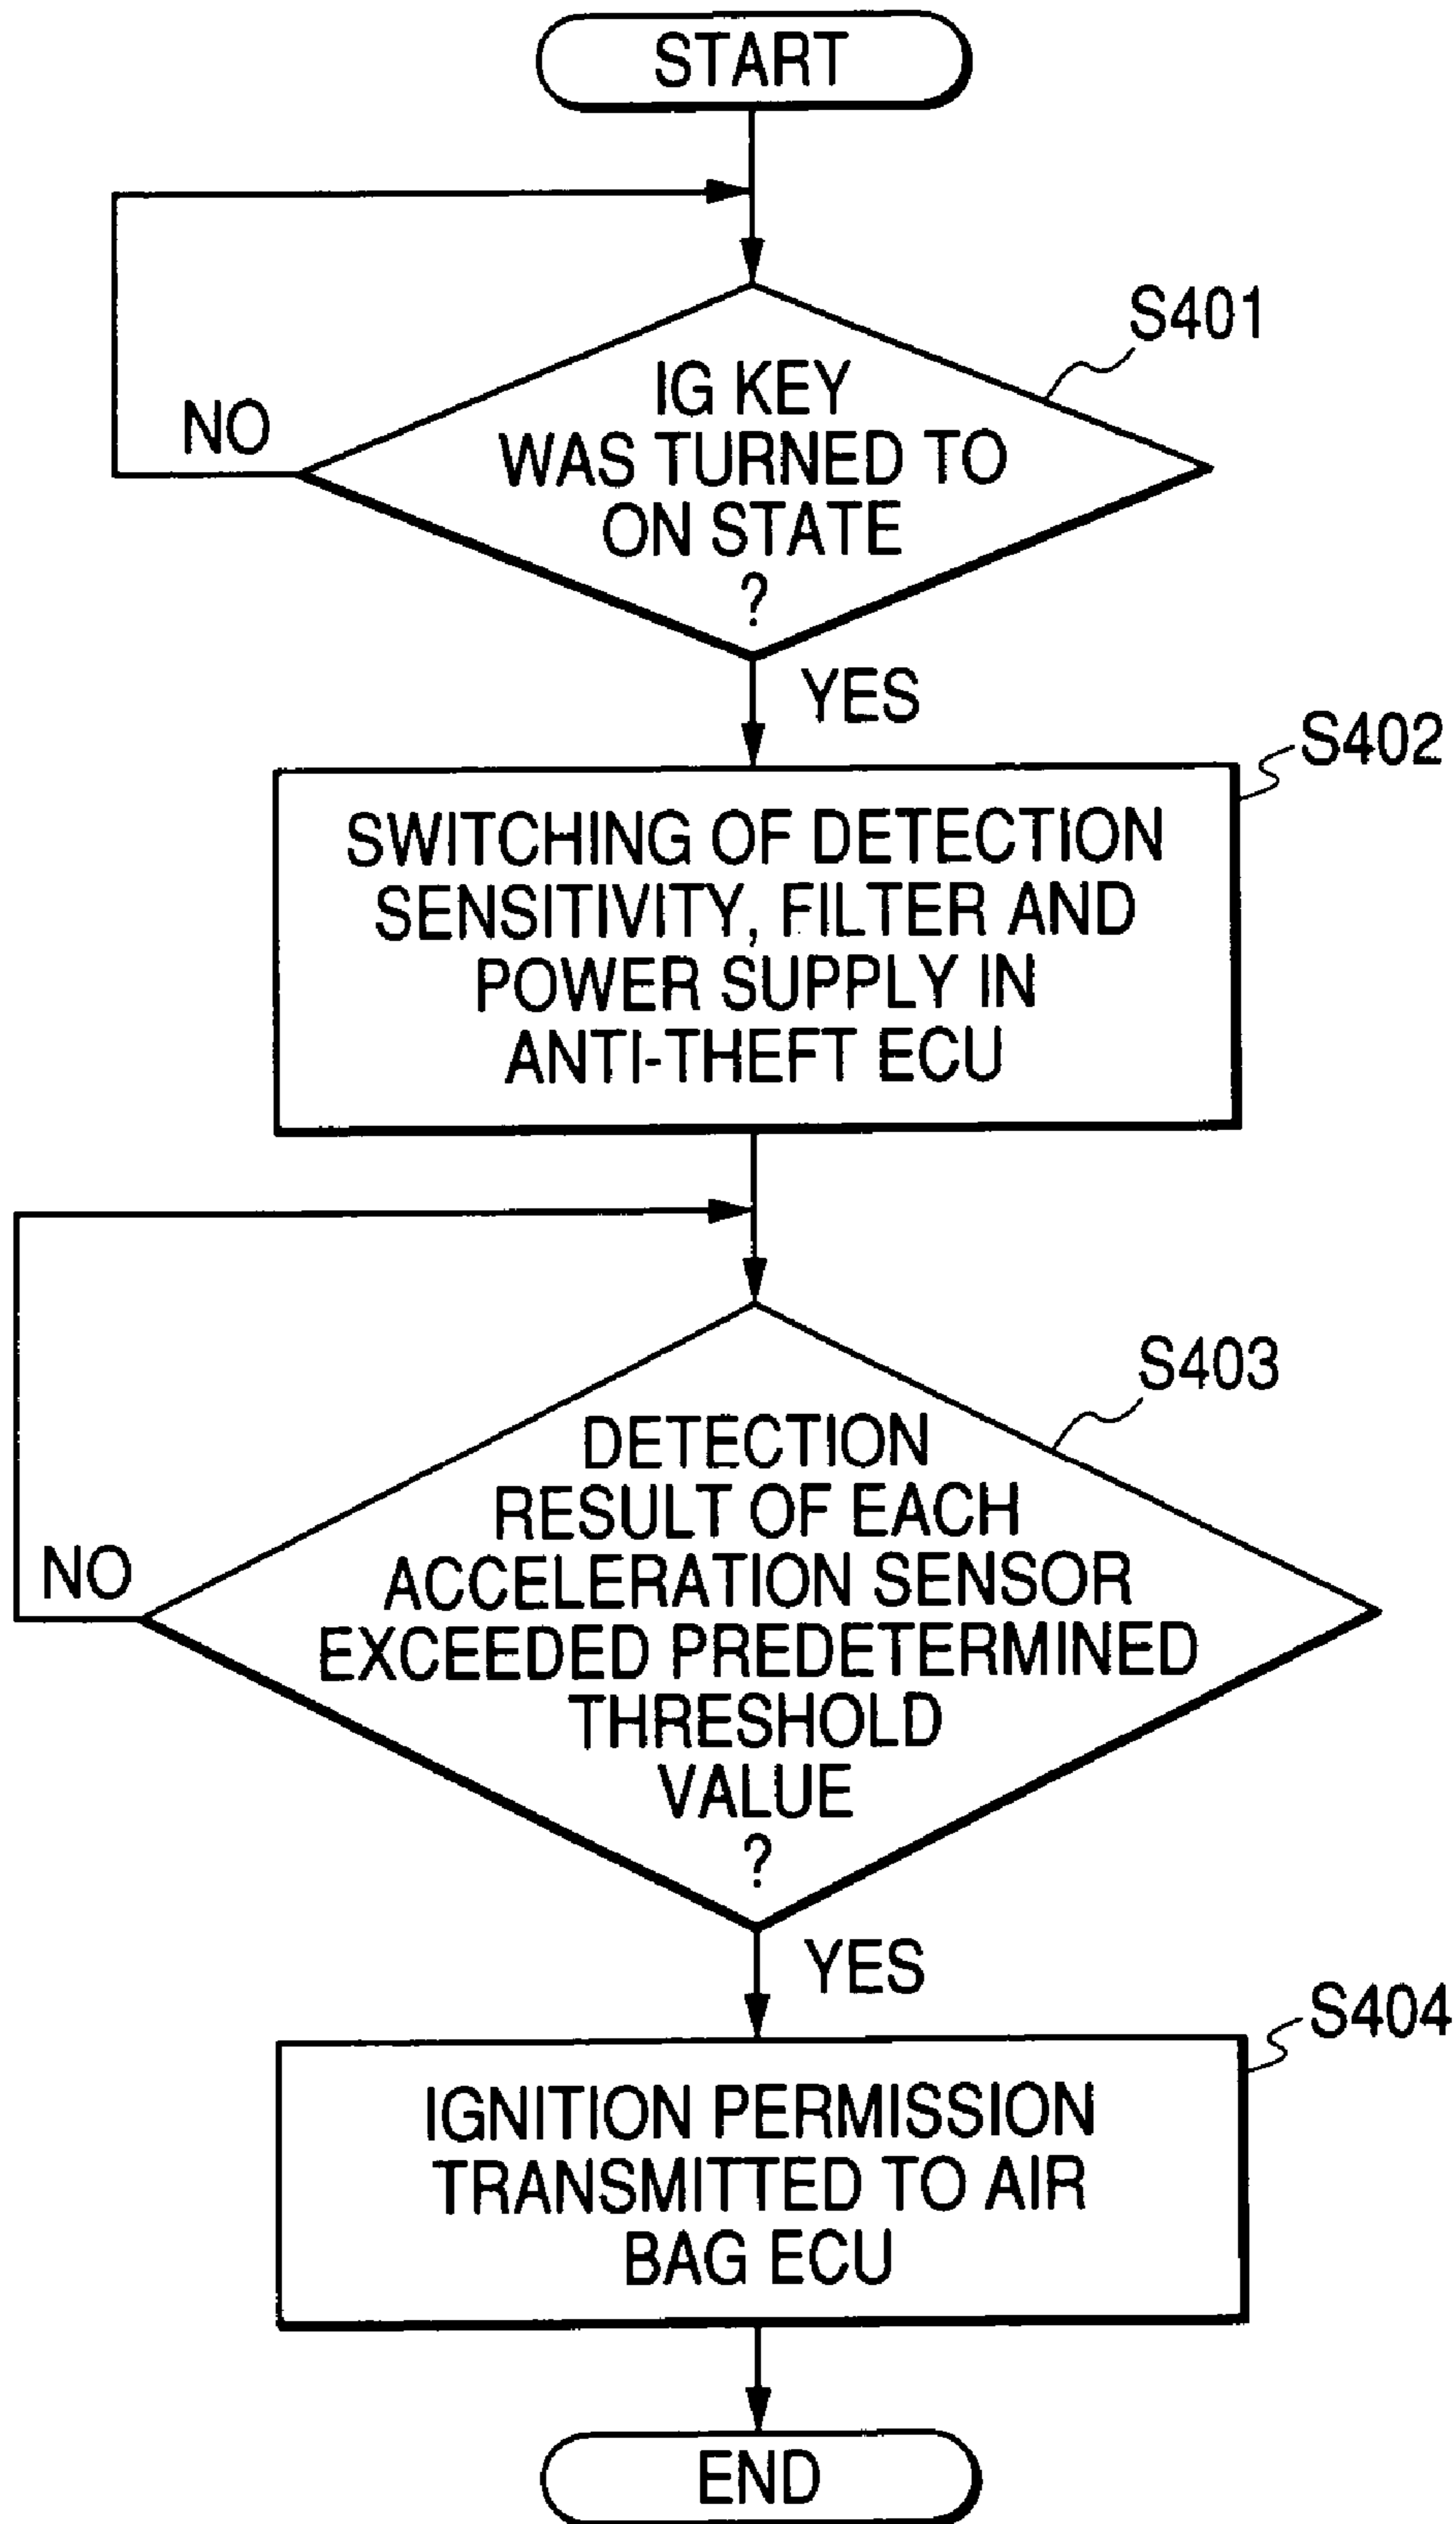 START
S401
IG KEY
WAS TURNED TO
ON STATE
?
NO
YES
S402
SWITCHING OF DETECTION
SENSITIVITY, FILTER AND
POWER SUPPLY IN
ANTI-THEFT ECU
S403
DETECTION
RESULT OF EACH
ACCELERATION SENSOR
EXCEEDED PREDETERMINED
THRESHOLD
VALUE
?
NO
YES
S404
IGNITION PERMISSION
TRANSMITTED TO AIR
BAG ECU
END